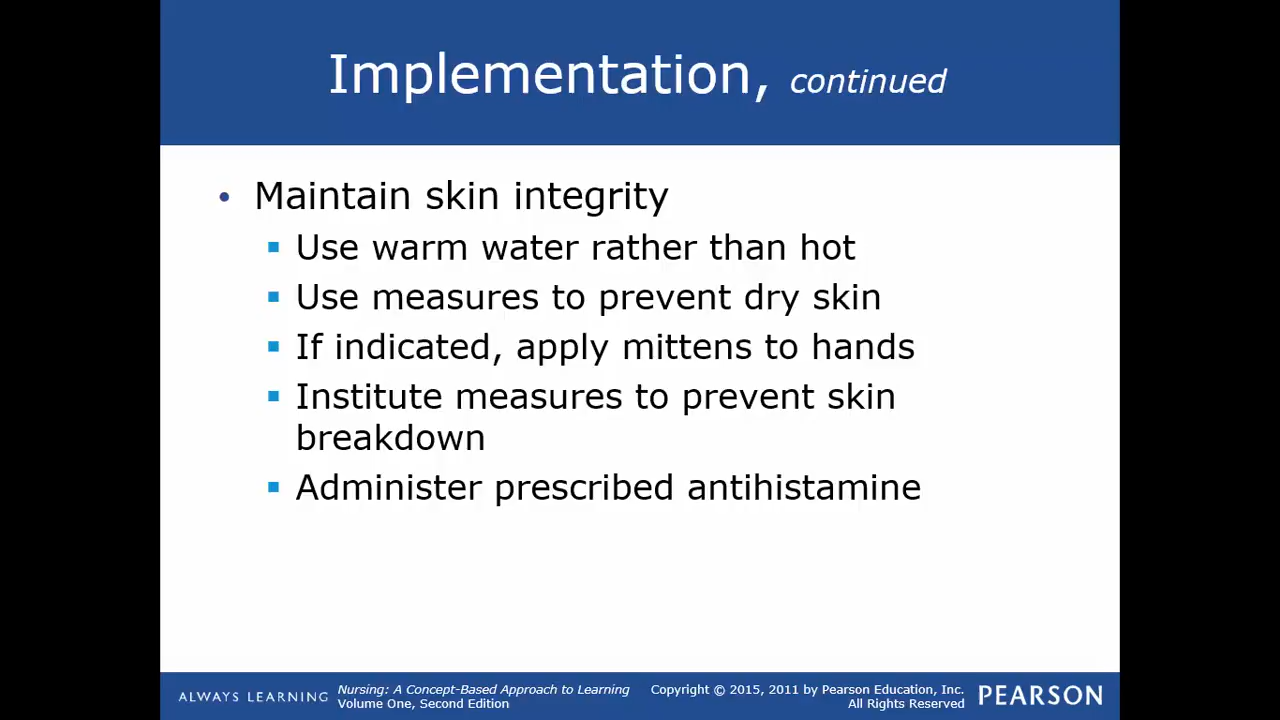 Implementation, continued
• Maintain skin integrity
▪ Use warm water rather than hot
▪ Use measures to prevent dry skin
▪ If indicated, apply mittens to hands
▪ Institute measures to prevent skin
breakdown
▪ Administer prescribed antihistamine
ALWAYS LEARNING
Nursing: A Concept-Based Approach to Learning
Volume One, Second Edition
Copyright © 2015, 2011 by Pearson Education, Inc.
All Rights Reserved
PEARSON